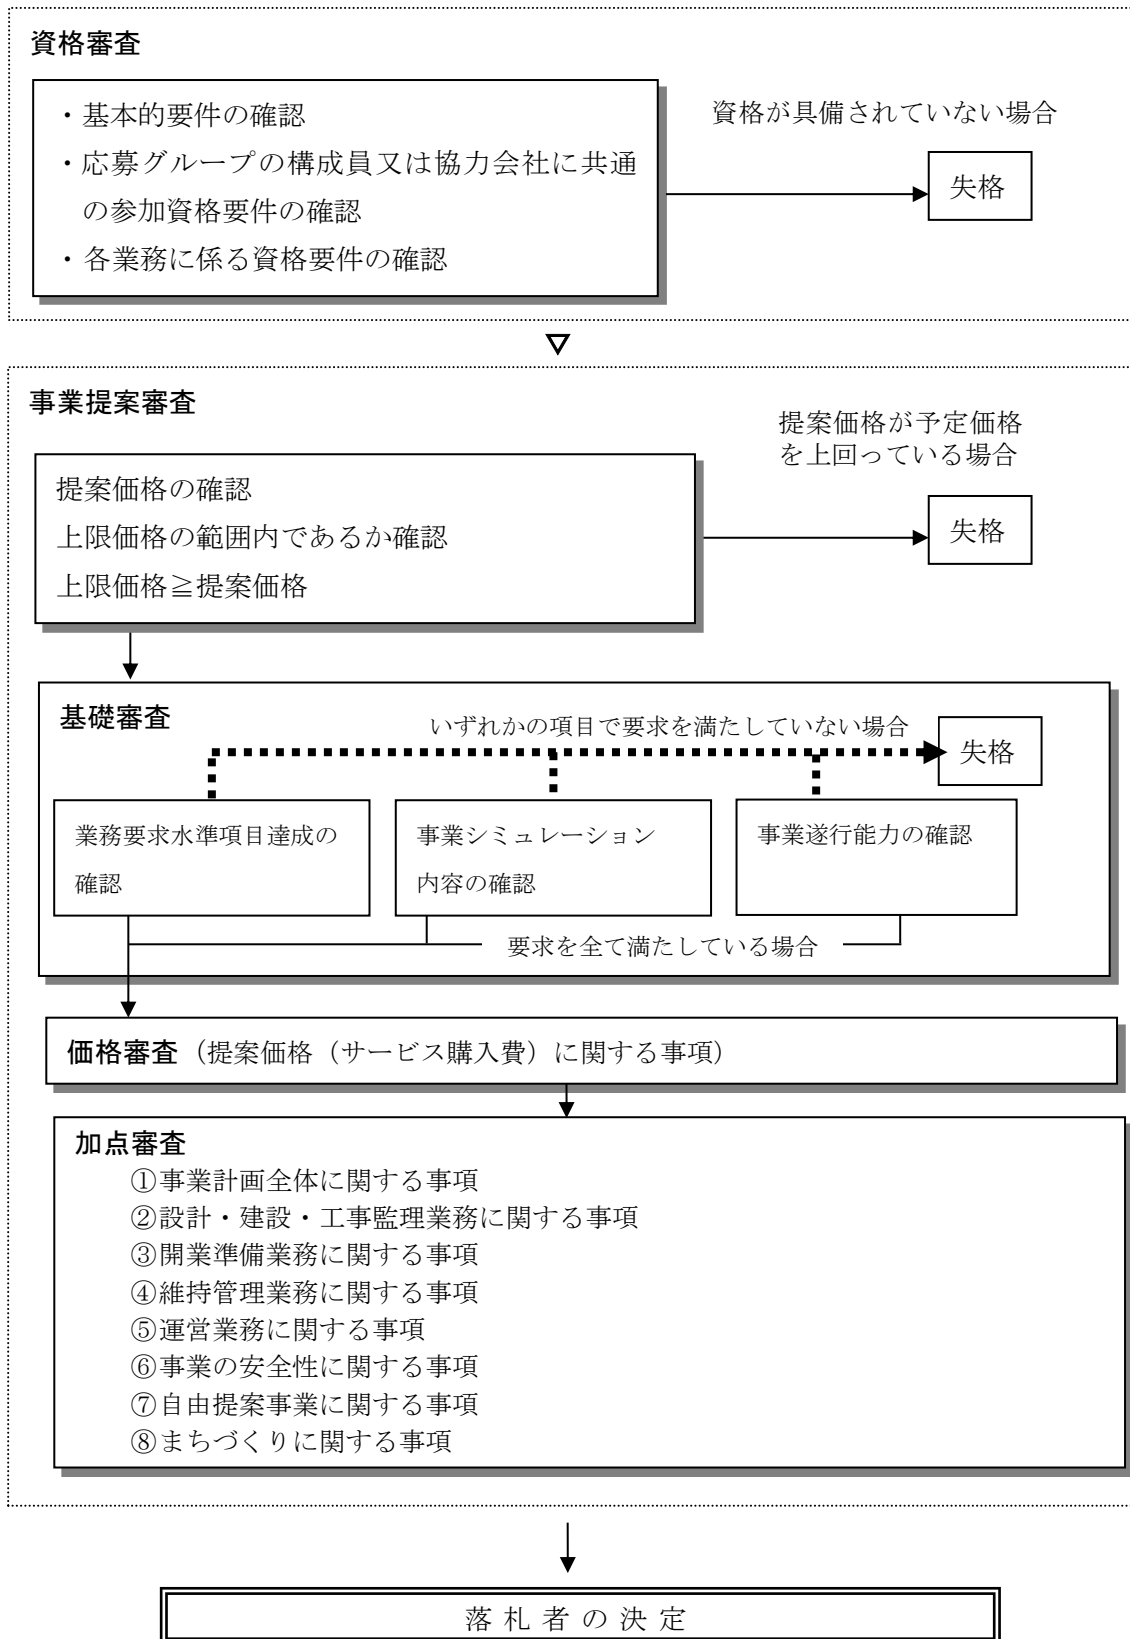 資格審査
・基本的要件の確認
・応募グループの構成員又は協力会社に共通
の参加資格要件の確認
・各業務に係る資格要件の確認
資格が具備されていない場合
失格
事業提案審査
提案価格が予定価格
を上回っている場合
提案価格の確認
上限価格の範囲内であるか確認
上限価格≧提案価格
失格
基礎審査
いずれかの項目で要求を満たしていない場合
失格
業務要求水準項目達成の
確認
事業シミュレーション
内容の確認
事業遂行能力の確認
要求を全て満たしている場合
価格審査（提案価格（サービス購入費）に関する事項）
加点審査
①事業計画全体に関する事項
②設計・建設・工事監理業務に関する事項
③開業準備業務に関する事項
④維持管理業務に関する事項
⑤運営業務に関する事項
⑥事業の安全性に関する事項
⑦自由提案事業に関する事項
⑧まちづくりに関する事項
落札者の決定